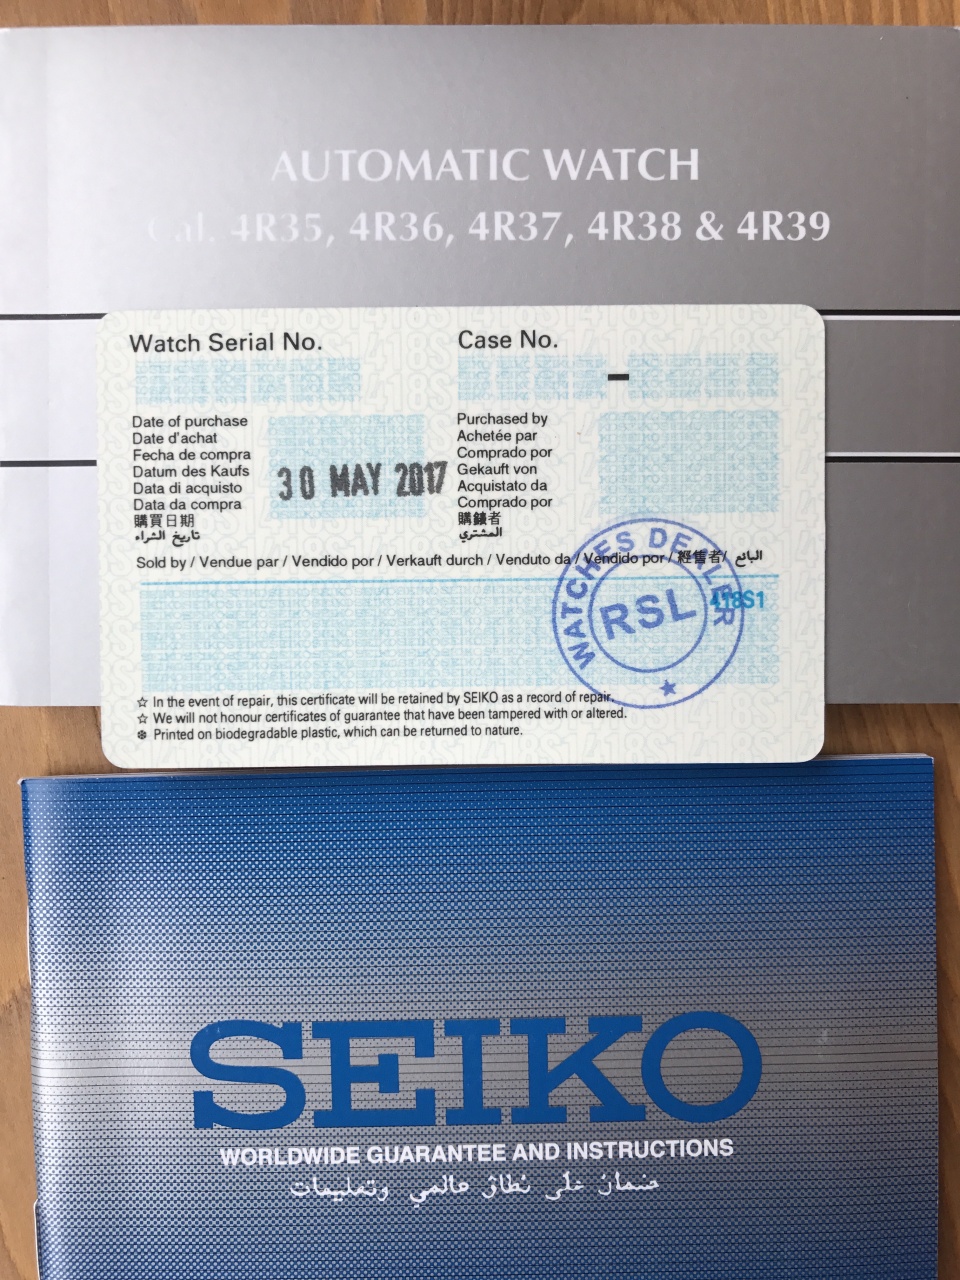 AUTOMATIC WATCH
Cal. 4R35, 4R36, 4R37, 4R38 & 4R39
Watch Serial No.
Case No.
–
Date of purchase
Date d'achat
Fecha de compra
Datum des Kaufs
Data di acquisto
Data da compra
購買日期
تاريخ الشراء
30 MAY 2017
Purchased by
Achetée par
Comprado por
Gekauft von
Acquistato da
Comprado por
購錶者
المشتري
Sold by / Vendue par / Vendido por / Verkauft durch / Venduto da / Vendido por / 經售者/ البائع
WATCHES DEALER
RSL
418S1
☆ In the event of repair, this certificate will be retained by SEIKO as a record of repair.
☆ We will not honour certificates of guarantee that have been tampered with or altered.
❄ Printed on biodegradable plastic, which can be returned to nature.
SEIKO
WORLDWIDE GUARANTEE AND INSTRUCTIONS
ضمان على نطاق عالمي وتعليمات